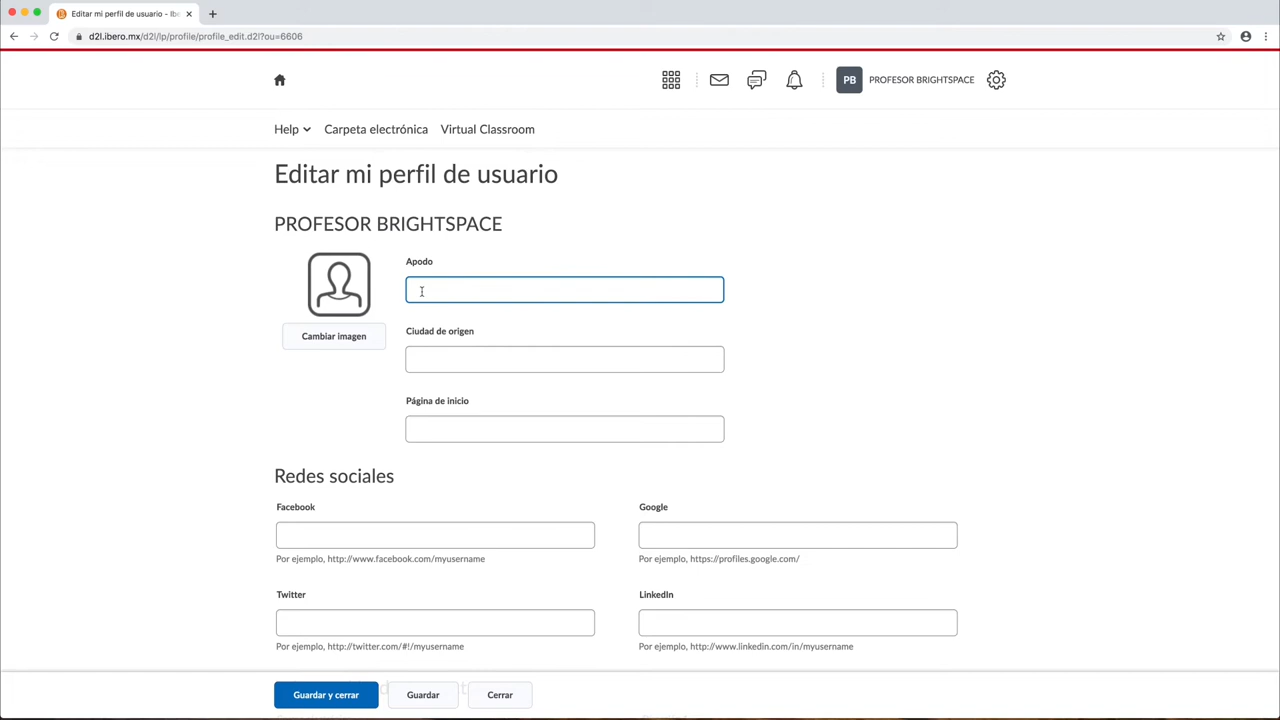 Editar mi perfil de usuario - Ibe
d2l.ibero.mx/d2l/lp/profile/profile_edit.d2l?ou=6606
PB PROFESOR BRIGHTSPACE
Help Carpeta electrónica Virtual Classroom
Editar mi perfil de usuario
PROFESOR BRIGHTSPACE
Apodo
Cambiar imagen
Ciudad de origen
Página de inicio
Redes sociales
Facebook Google
Por ejemplo, http://www.facebook.com/myusername Por ejemplo, https://profiles.google.com/
Twitter LinkedIn
Por ejemplo, http://twitter.com/#!/myusername Por ejemplo, http://www.linkedin.com/in/myusername
Guardar y cerrar Guardar Cerrar